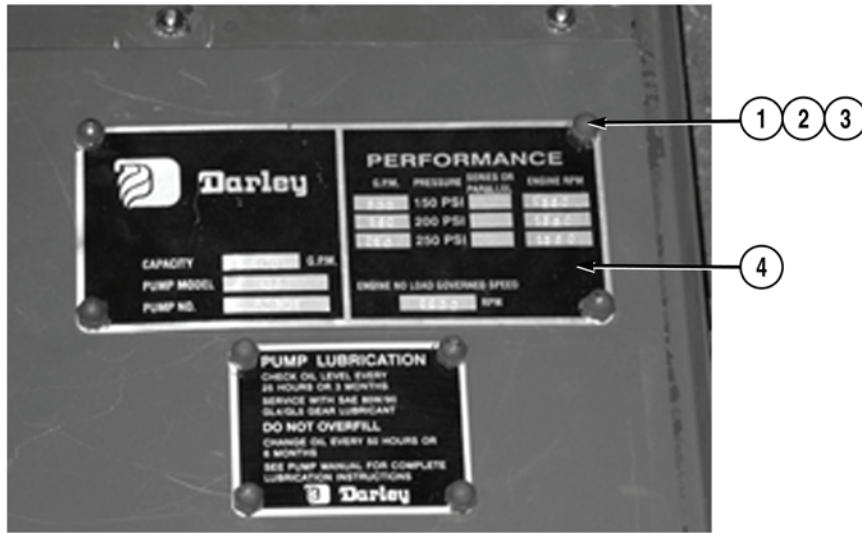 1 2 3
Darley
PERFORMANCE
G.P.M. PRESSURE SERIES OR PARALLEL ENGINE RPM
150 PSI
200 PSI
250 PSI
CAPACITY G.P.M.
PUMP MODEL
PUMP NO.
ENGINE NO LOAD GOVERNED SPEED
RPM
4
PUMP LUBRICATION
CHECK OIL LEVEL EVERY
25 HOURS OR 3 MONTHS
SERVICE WITH SAE 80W/90
GL4/GL5 GEAR LUBRICANT
DO NOT OVERFILL
CHANGE OIL EVERY 50 HOURS OR
6 MONTHS
SEE PUMP MANUAL FOR COMPLETE
LUBRICATION INSTRUCTIONS
Darley